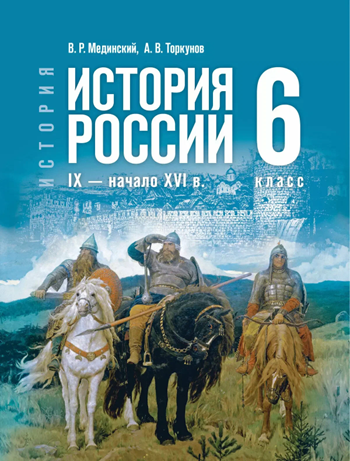 В. Р. Мединский, А. В. Торкунов
ИСТОРИЯ
ИСТОРИЯ
РОССИИ
6
IX — начало XVI в.
класс